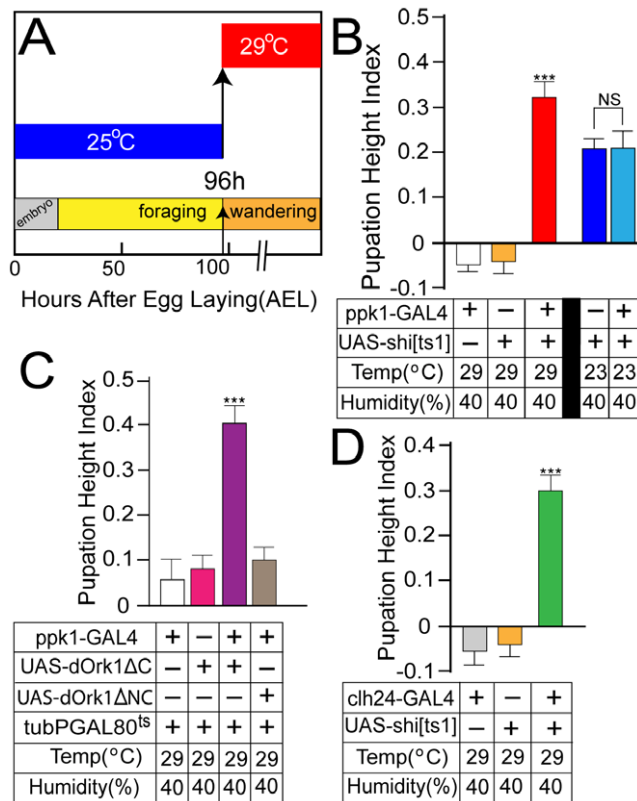 A
29°C
25°C
96h
embryo
foraging
wandering
0
50
100
Hours After Egg Laying(AEL)
B
Pupation Height Index
0.4
0.3
0.2
0.1
0
-0.1
***
NS
ppk1-GAL4 + − + − +
UAS-shi[ts1] − + + + +
Temp(°C) 29 29 29 23 23
Humidity(%) 40 40 40 40 40
C
Pupation Height Index
0.5
0.4
0.3
0.2
0.1
0
***
ppk1-GAL4 + − + +
UAS-dOrk1ΔC − + + −
UAS-dOrk1ΔNC − − − +
tubPGAL80ts + + + +
Temp(°C) 29 29 29 29
Humidity(%) 40 40 40 40
D
Pupation Height Index
0.4
0.3
0.2
0.1
0
-0.1
***
clh24-GAL4 + − +
UAS-shi[ts1] − + +
Temp(°C) 29 29 29
Humidity(%) 40 40 40